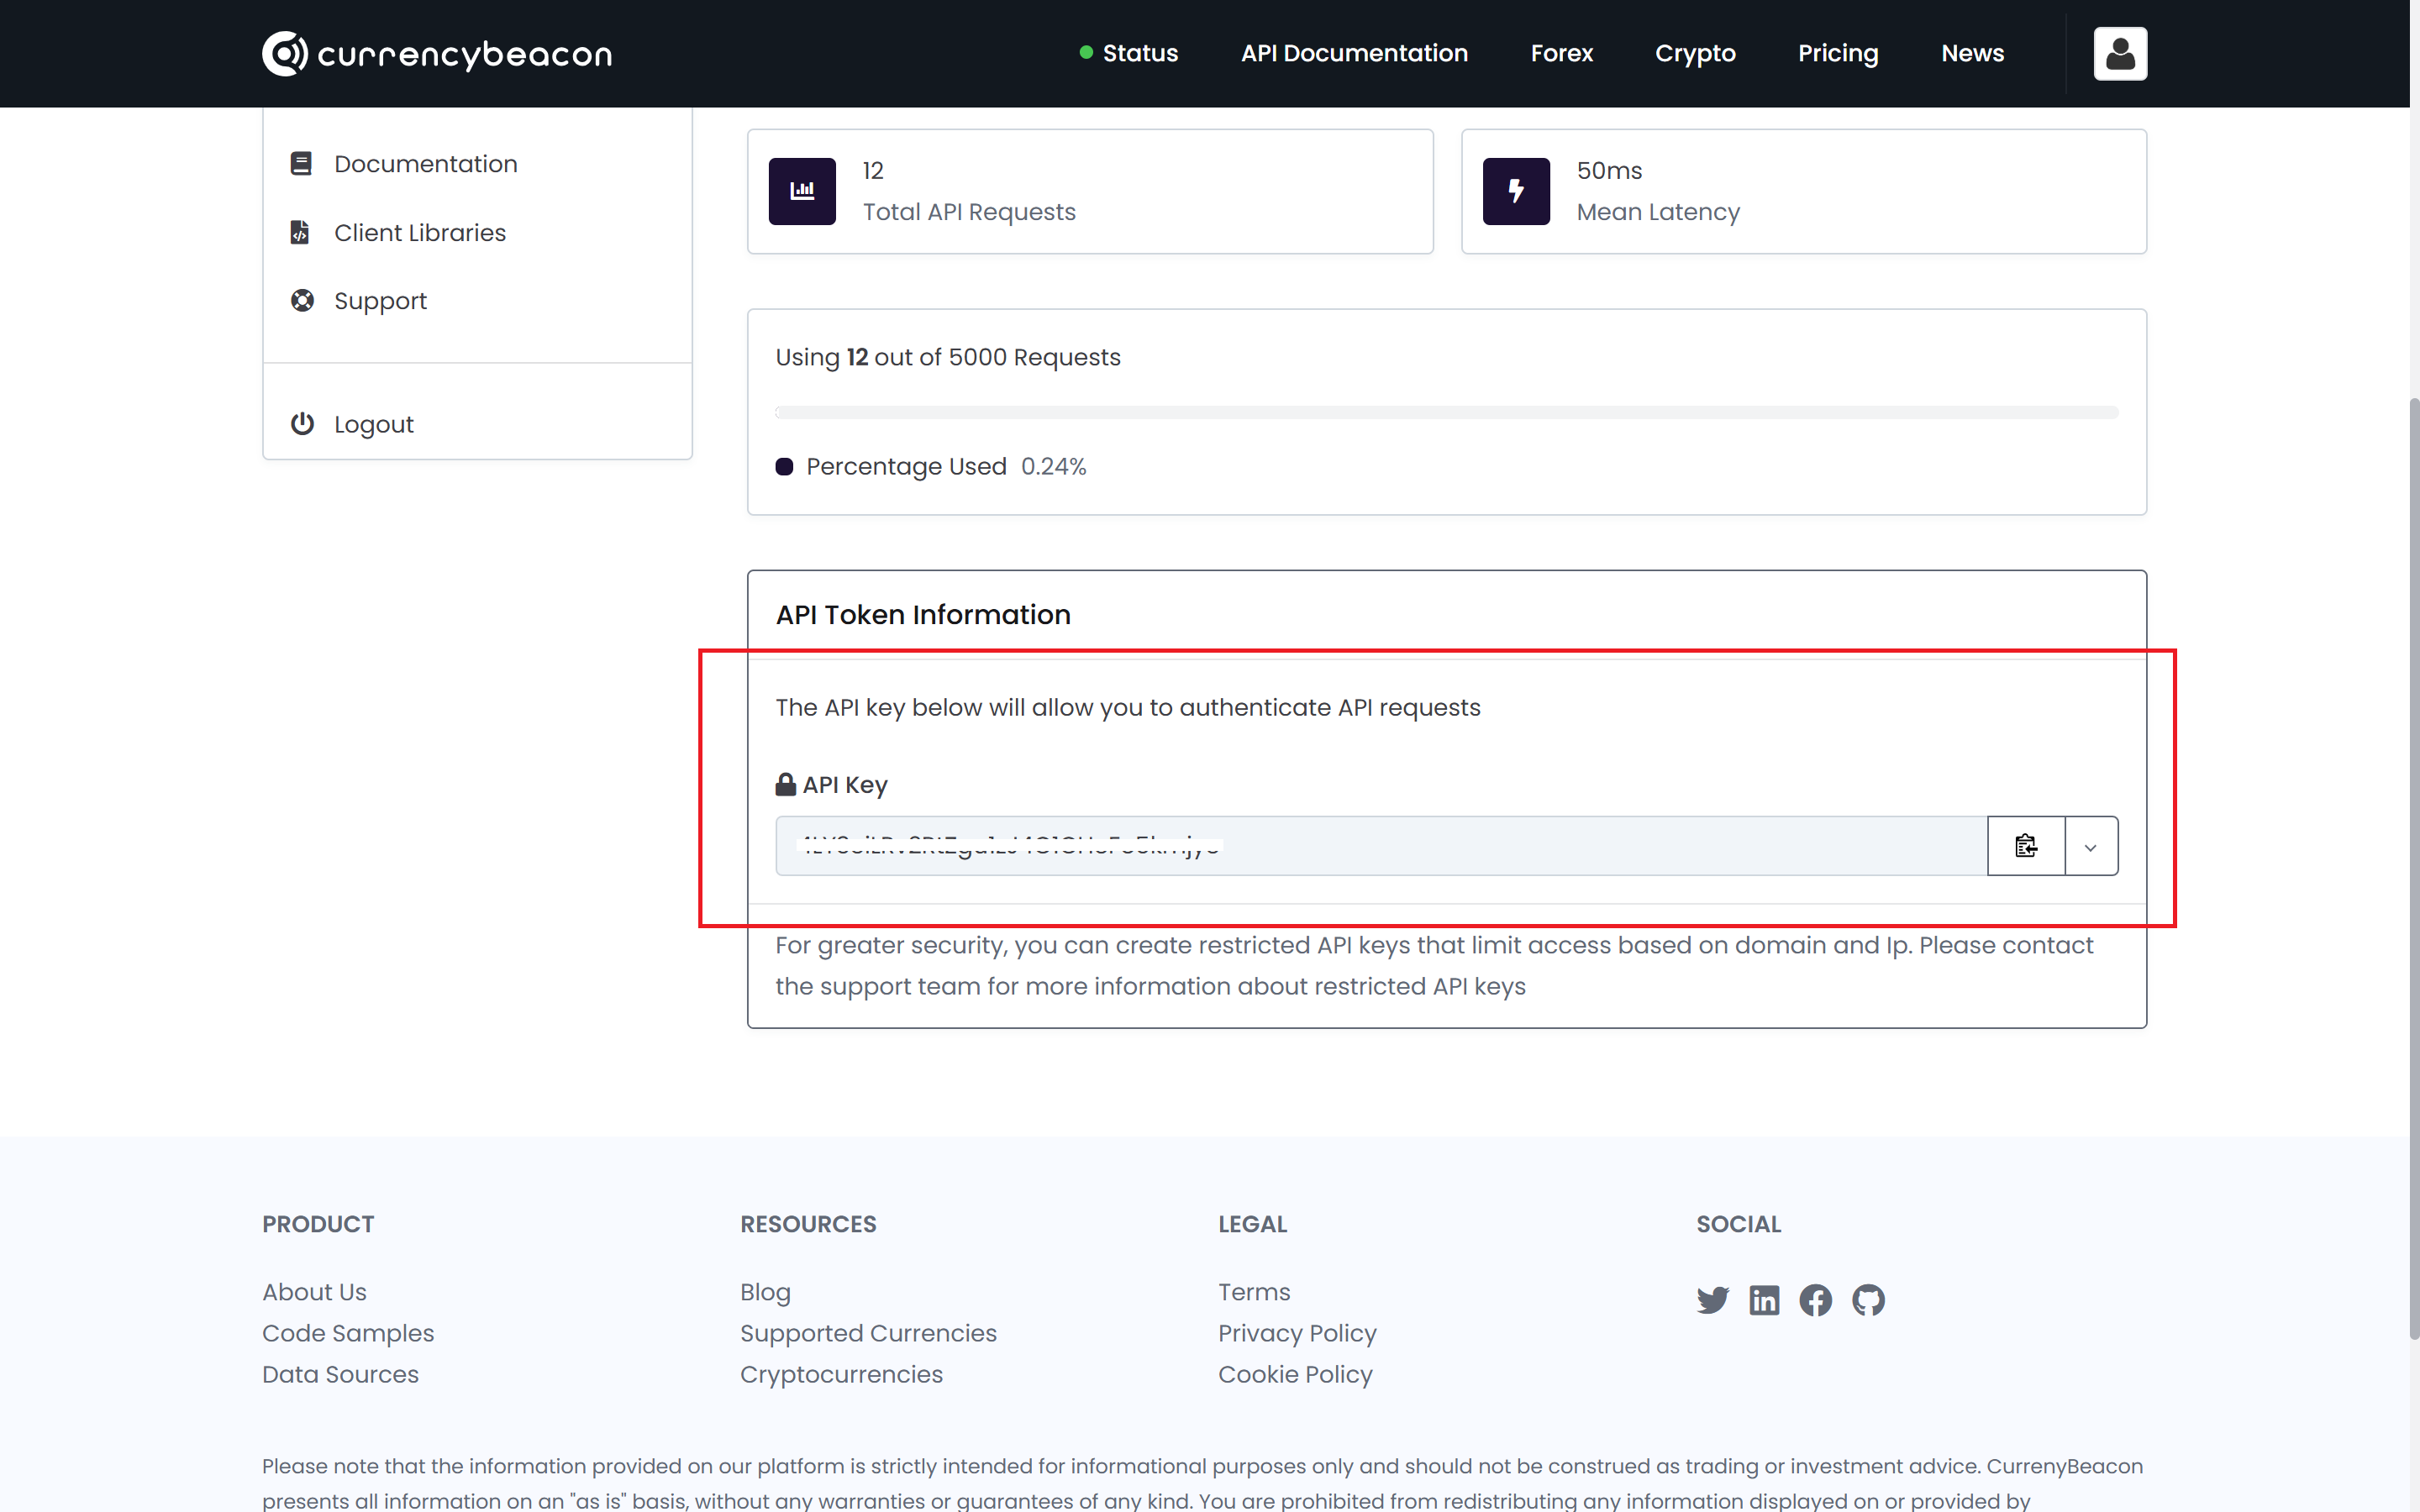 currencybeacon
Status API Documentation Forex Crypto Pricing News
Documentation
Client Libraries
Support
Logout
12
Total API Requests
50ms
Mean Latency
Using 12 out of 5000 Requests
Percentage Used 0.24%
API Token Information
The API key below will allow you to authenticate API requests
API Key
For greater security, you can create restricted API keys that limit access based on domain and Ip. Please contact
the support team for more information about restricted API keys
PRODUCT
About Us
Code Samples
Data Sources
RESOURCES
Blog
Supported Currencies
Cryptocurrencies
LEGAL
Terms
Privacy Policy
Cookie Policy
SOCIAL
Please note that the information provided on our platform is strictly intended for informational purposes only and should not be construed as trading or investment advice. CurrenyBeacon
presents all information on an "as is" basis, without any warranties or guarantees of any kind. You are prohibited from redistributing any information displayed on or provided by